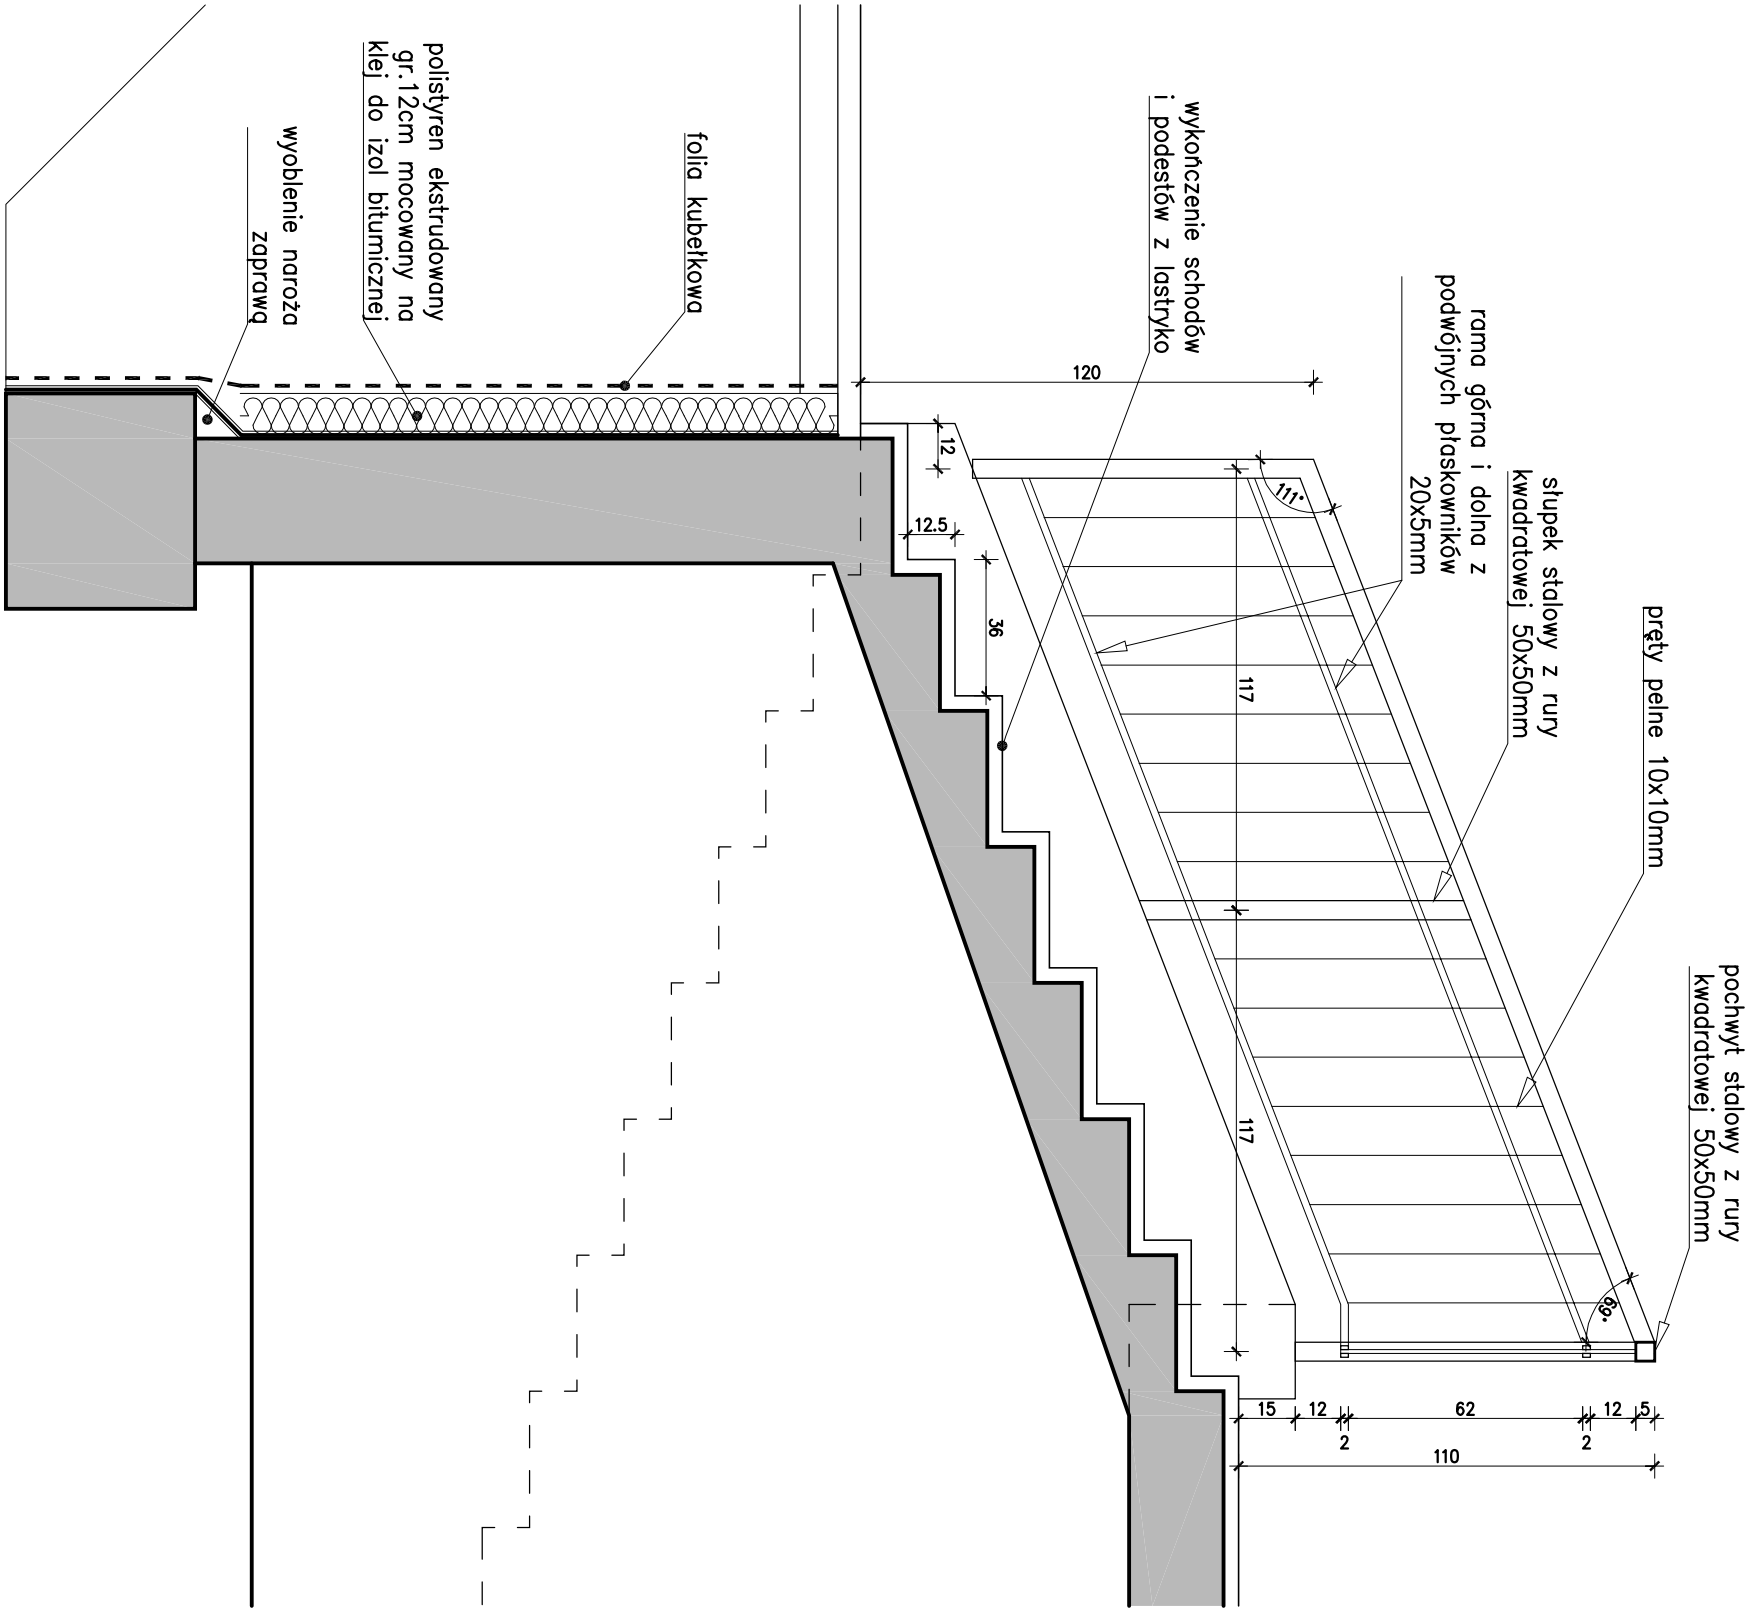 pochwyt stalowy z rury
kwadratowej 50x50mm
pręty pełne 10x10mm
słupek stalowy z rury
kwadratowej 50x50mm
rama górna i dolna z
podwójnych płaskowników
20x5mm
wykończenie schodów
i podestów z lastryko
folia kubełkowa
polistyren ekstrudowany
gr.12cm mocowany na
klej do izol bitumicznej
wyoblenie naroża
zaprawą
120
12
12.5
36
111°
117
117
69°
15
12
2
62
2
12
5
110